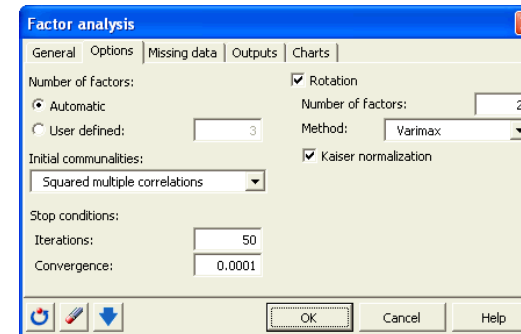 Factor analysis
General Options Missing data Outputs Charts
Number of factors:
Automatic
User defined: 3
Initial communalities:
Squared multiple correlations
Stop conditions:
Iterations: 50
Convergence: 0.0001
Rotation
Number of factors: 2
Method: Varimax
Kaiser normalization
OK Cancel Help